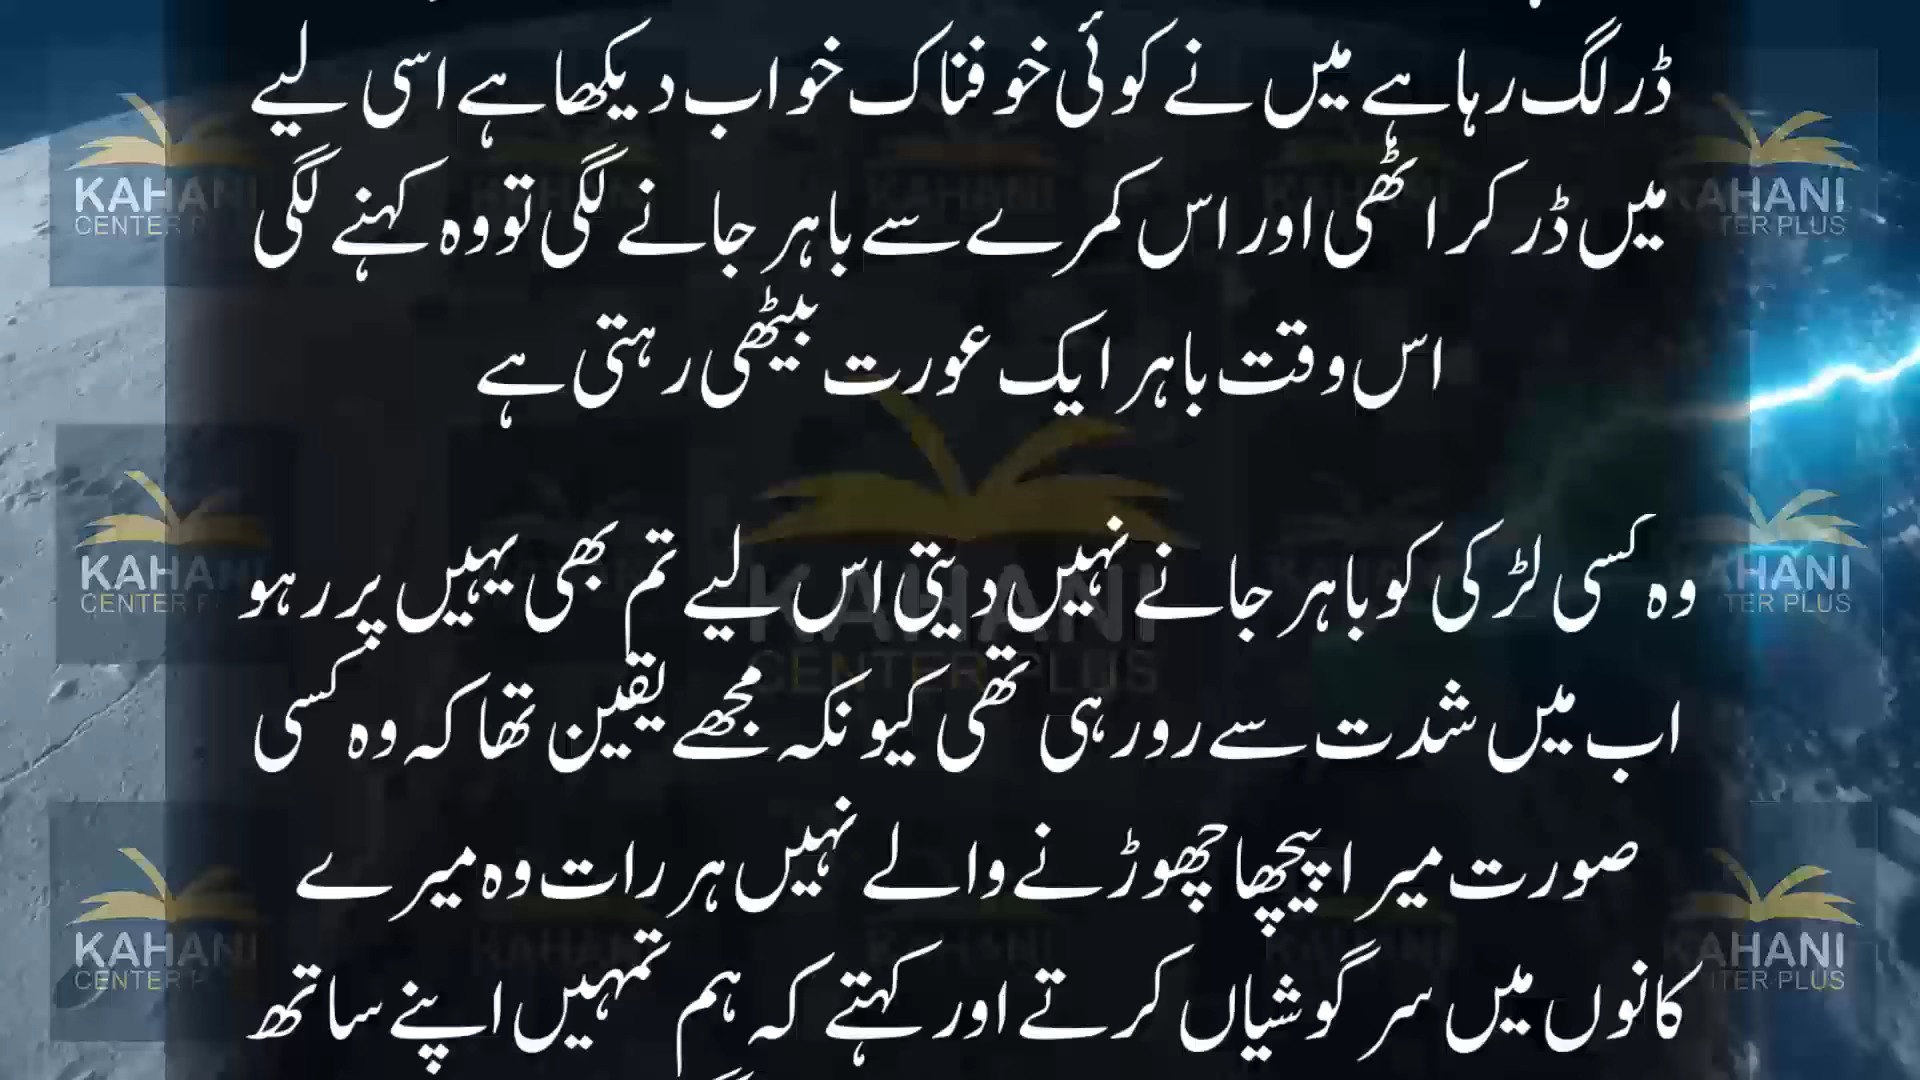 ڈر لگ رہا ہے میں نے کوئی خوفناک خواب دیکھا ہے اسی لیے
میں ڈر کر اٹھی اور اس کمرے سے باہر جانے لگی تو وہ کہنے لگی
اس وقت باہر ایک عورت بیٹھی رہتی ہے
وہ کسی لڑکی کو باہر جانے نہیں دیتی اس لیے تم بھی یہیں پر رہو
اب میں شدت سے رو رہی تھی کیونکہ مجھے یقین تھا کہ وہ کسی
صورت میرا پیچھا چھوڑنے والے نہیں ہر رات وہ میرے
کانوں میں سرگوشیاں کرتے اور کہتے کہ ہم تمہیں اپنے ساتھ
KAHANI
CENTER PLUS